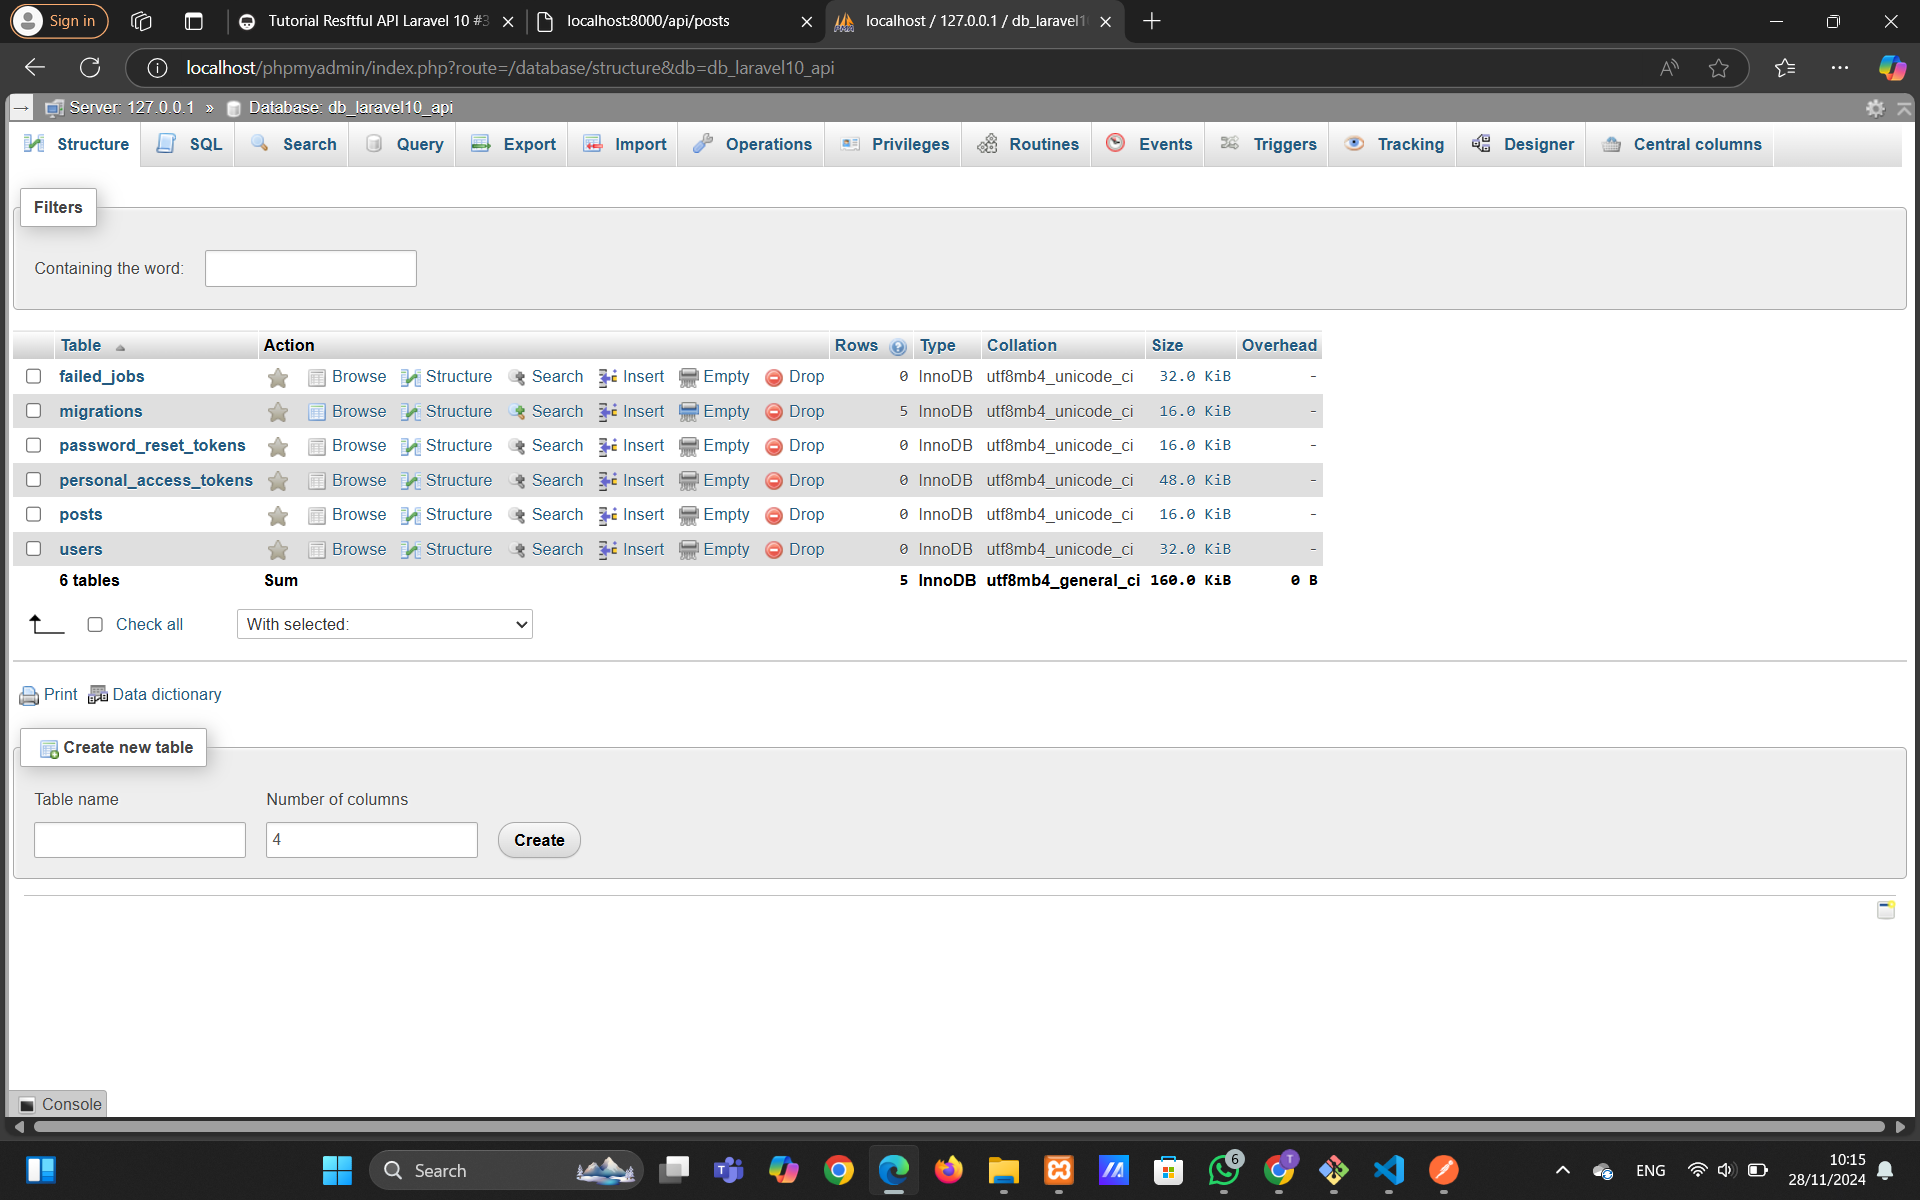 Sign in
Tutorial Resftful API Laravel 10 #3
localhost:8000/api/posts
localhost / 127.0.0.1 / db_laravel1
localhost/phpmyadmin/index.php?route=/database/structure&db=db_laravel10_api
Server: 127.0.0.1 » Database: db_laravel10_api
Structure SQL Search Query Export Import Operations Privileges Routines Events Triggers Tracking Designer Central columns
Filters
Containing the word:
Table Action Rows Type Collation Size Overhead
failed_jobs Browse Structure Search Insert Empty Drop 0 InnoDB utf8mb4_unicode_ci 32.0 KiB -
migrations Browse Structure Search Insert Empty Drop 5 InnoDB utf8mb4_unicode_ci 16.0 KiB -
password_reset_tokens Browse Structure Search Insert Empty Drop 0 InnoDB utf8mb4_unicode_ci 16.0 KiB -
personal_access_tokens Browse Structure Search Insert Empty Drop 0 InnoDB utf8mb4_unicode_ci 48.0 KiB -
posts Browse Structure Search Insert Empty Drop 0 InnoDB utf8mb4_unicode_ci 16.0 KiB -
users Browse Structure Search Insert Empty Drop 0 InnoDB utf8mb4_unicode_ci 32.0 KiB -
6 tables Sum 5 InnoDB utf8mb4_general_ci 160.0 KiB 0 B
Check all With selected:
Print Data dictionary
Create new table
Table name Number of columns
4 Create
Console
Search 6 T ENG 10:15
28/11/2024